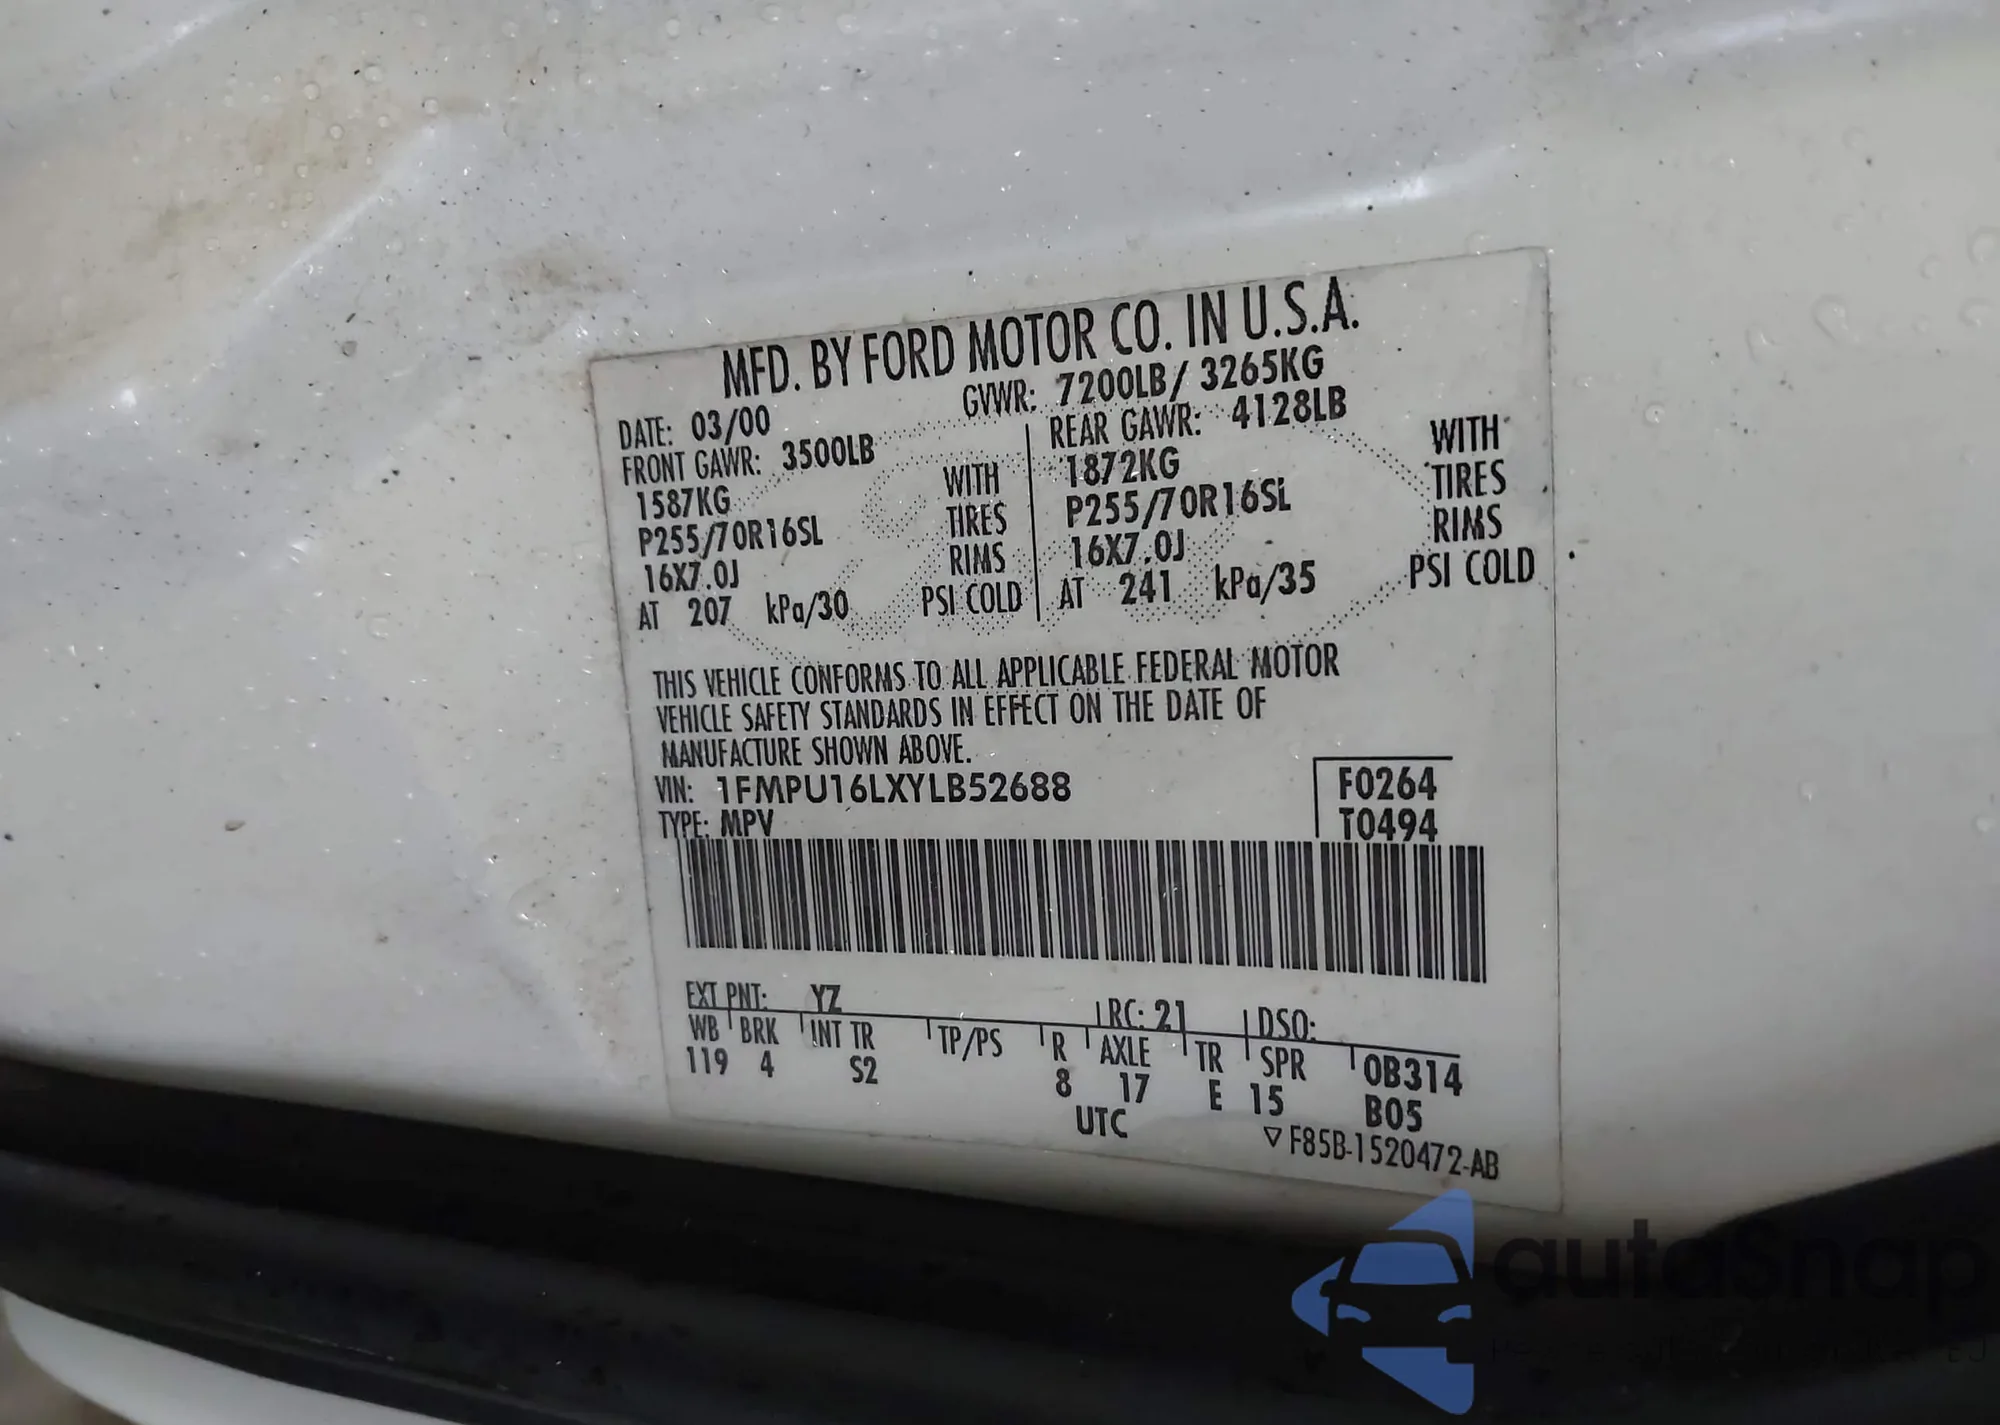 MFD. BY FORD MOTOR CO. IN U.S.A.
DATE: 03/00 GVWR: 7200LB/ 3265KG
FRONT GAWR: 3500LB REAR GAWR: 4128LB
1587KG WITH 1872KG WITH
P255/70R16SL TIRES P255/70R16SL TIRES
16X7.0J RIMS 16X7.0J RIMS
AT 207 kPa/30 PSI COLD AT 241 kPa/35 PSI COLD
THIS VEHICLE CONFORMS TO ALL APPLICABLE FEDERAL MOTOR
VEHICLE SAFETY STANDARDS IN EFFECT ON THE DATE OF
MANUFACTURE SHOWN ABOVE.
VIN: 1FMPU16LXYLB52688 F0264
TYPE: MPV T0494
EXT PNT: YZ RC: 21 DSO:
WB BRK INT TR TP/PS R AXLE TR SPR 0B314
119 4 S2 8 17 E 15 B05
UTC
▽ F85B-1520472-AB
autoSnap